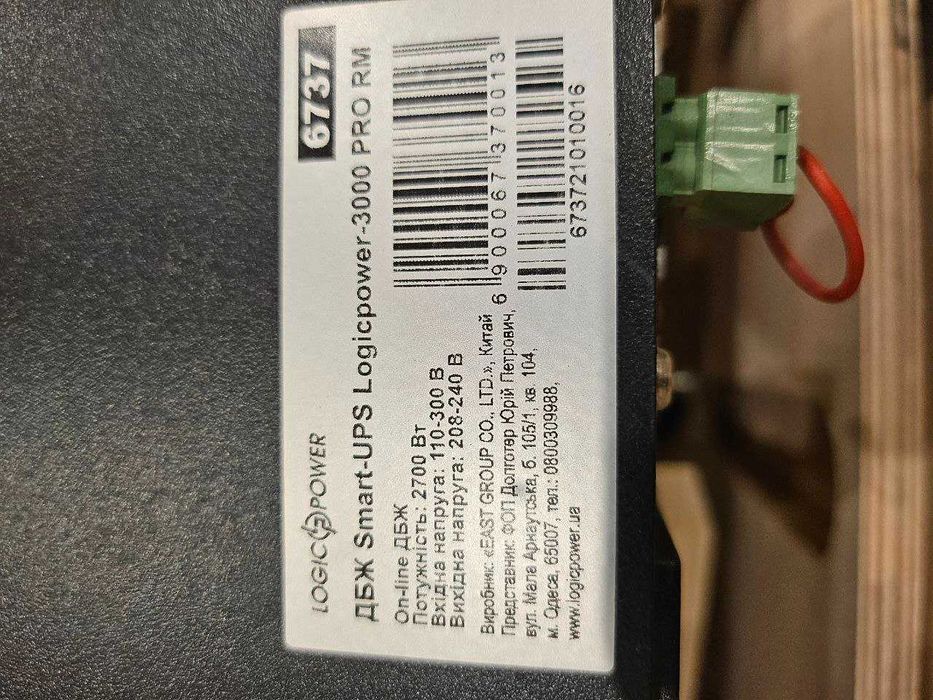 LOGICPOWER
6737
ДБЖ Smart-UPS Logicpower-3000 PRO RM
On-line ДБЖ
Потужність: 2700 Вт
Вхідна напруга: 110-300 В
Вихідна напруга: 208-240 В
Виробник: «EAST GROUP CO., LTD.», Китай
Представник: ФОП Долготер Юрій Петрович,
вул. Мала Арнаутська, б. 105/1, кв. 104,
м. Одеса, 65007, тел.: 0800309988,
www.logicpower.ua
6 900067 370013
673721010016